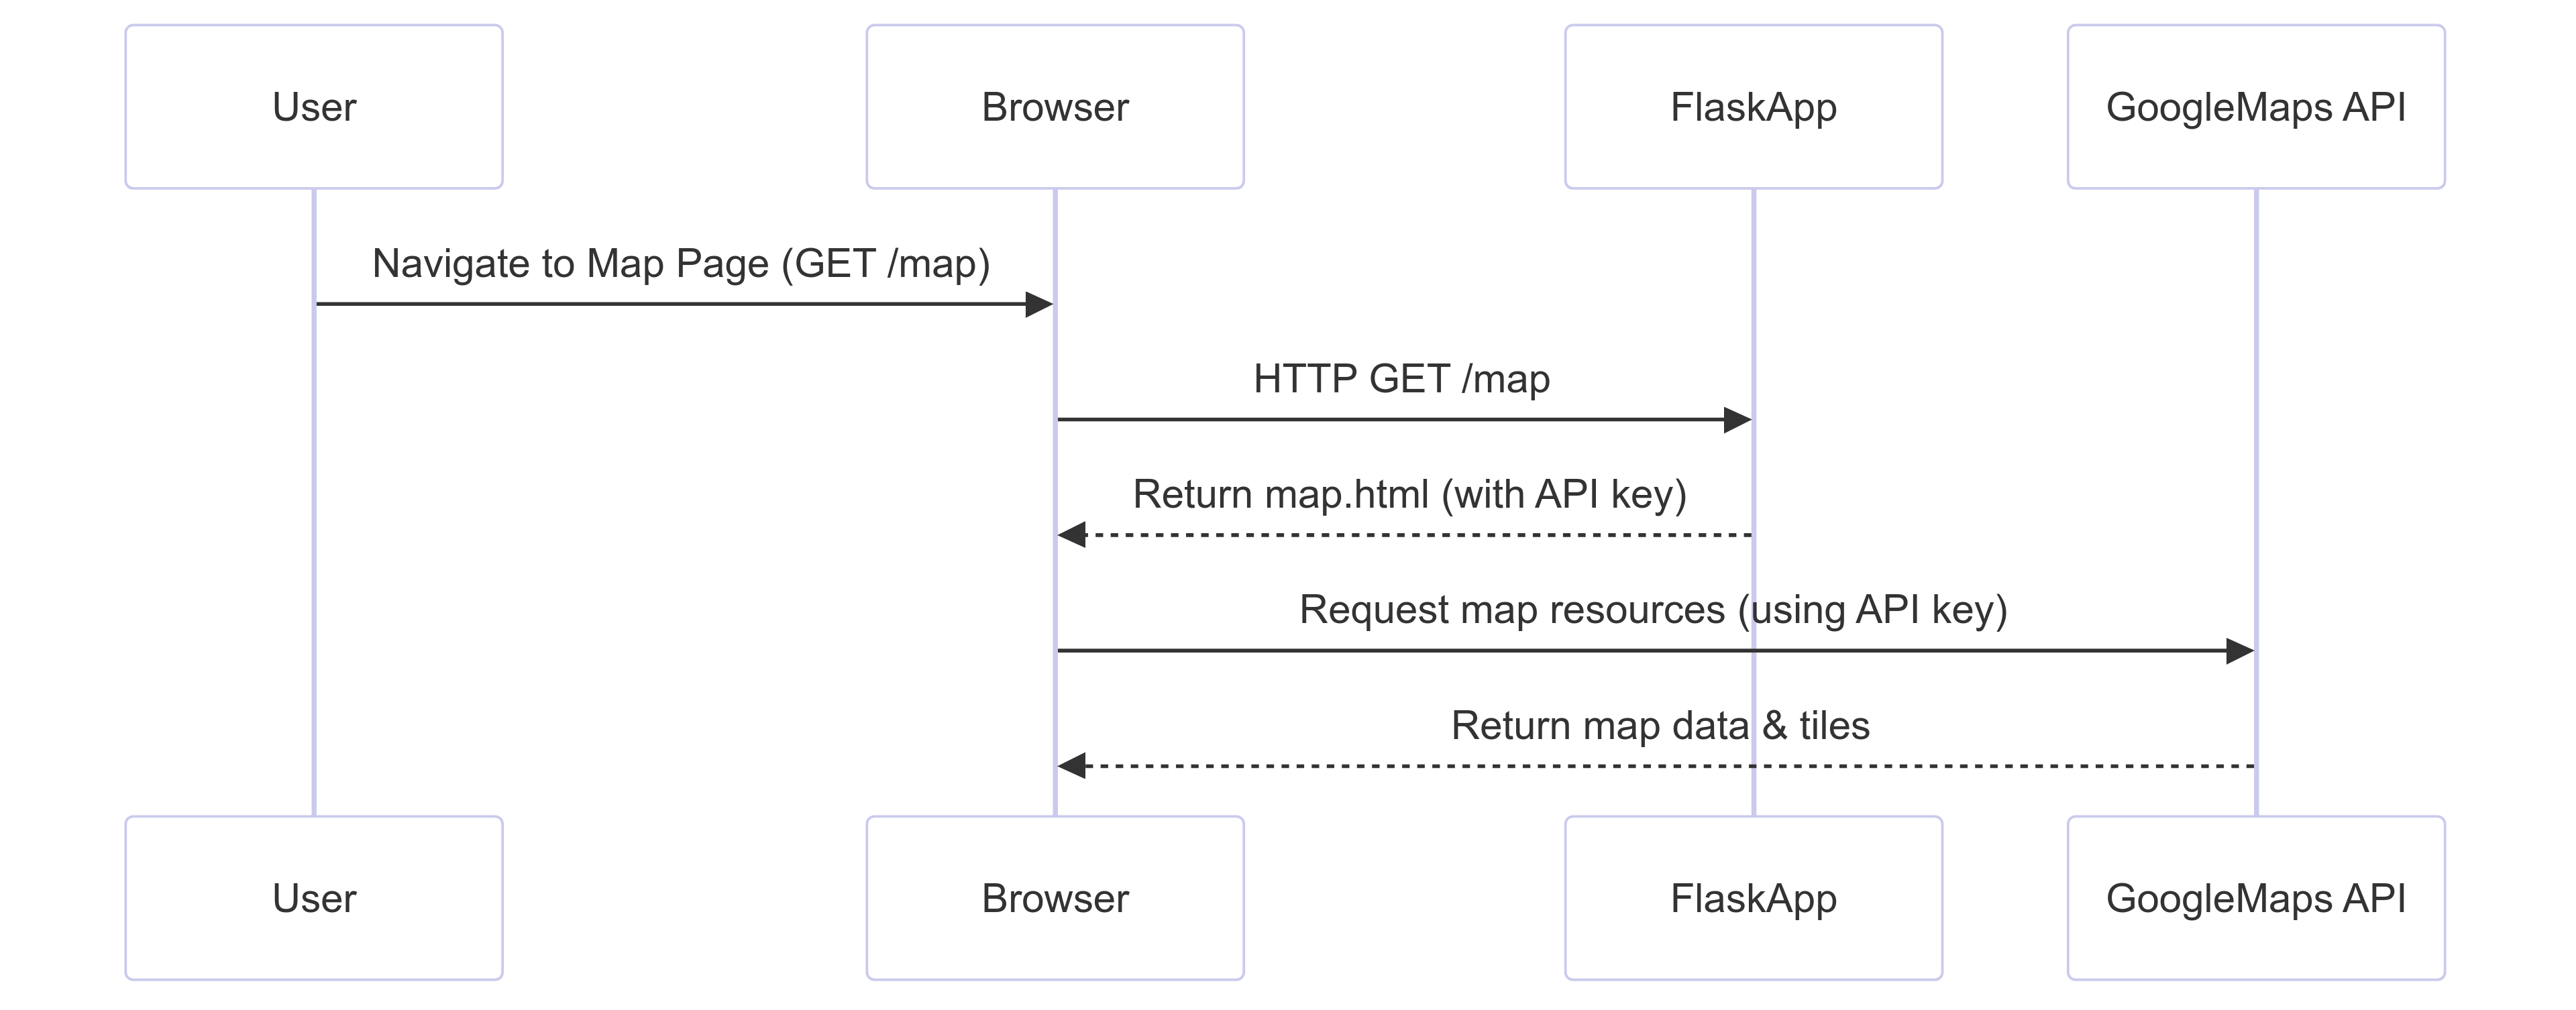 User
Browser
FlaskApp
GoogleMaps API
Navigate to Map Page (GET /map)
HTTP GET /map
Return map.html (with API key)
Request map resources (using API key)
Return map data & tiles
User
Browser
FlaskApp
GoogleMaps API